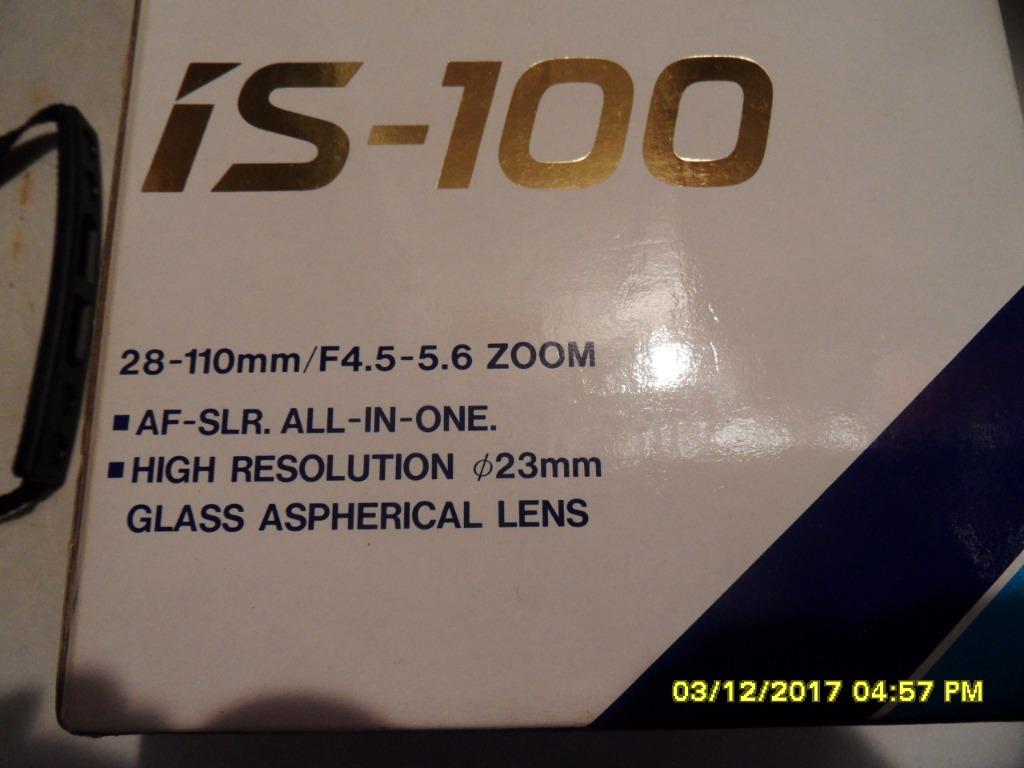 iS-100
28-110mm/F4.5-5.6 ZOOM
▪AF-SLR. ALL-IN-ONE.
▪HIGH RESOLUTION ϕ23mm
GLASS ASPHERICAL LENS
03/12/2017 04:57 PM